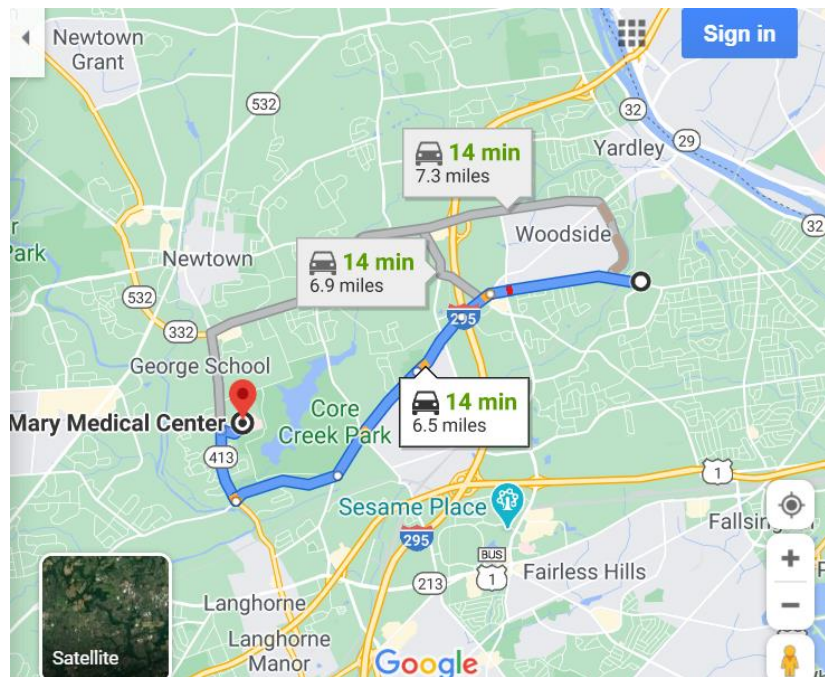 Sign in
Newtown
Grant
532
32
29
Yardley
14 min
7.3 miles
Woodside
32
Park
Newtown
14 min
6.9 miles
532
332
295
George School
14 min
6.5 miles
Mary Medical Center
Core
Creek Park
413
1
Sesame Place
295
Fallsin
BUS
1
Fairless Hills
213
Langhorne
Langhorne
Manor
Satellite
Google